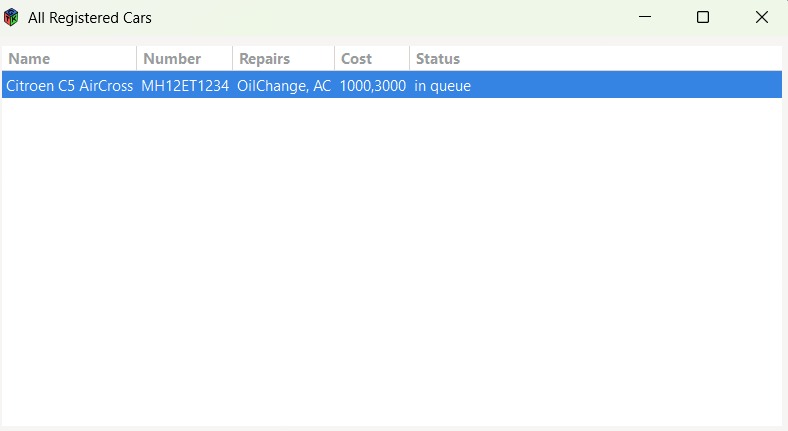 All Registered Cars
Name Number Repairs Cost Status
Citroen C5 AirCross MH12ET1234 OilChange, AC 1000,3000 in queue